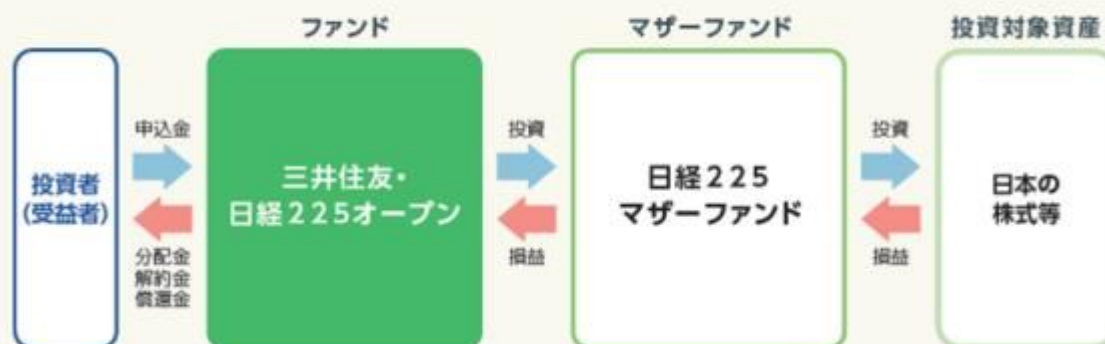 ファンド
マザーファンド
投資対象資産
投資者
(受益者)
申込金
分配金
解約金
償還金
三井住友・
日経225オープン
投資
損益
日経225
マザーファンド
投資
損益
日本の
株式等